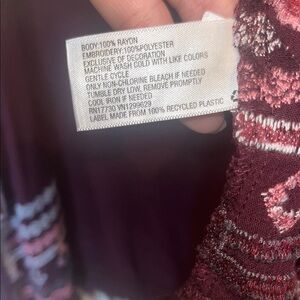 BODY:100% RAYON
EMBROIDERY:100%POLYESTER
EXCLUSIVE OF DECORATION
MACHINE WASH COLD WITH LIKE COLORS
GENTLE CYCLE
ONLY NON-CHLORINE BLEACH IF NEEDED
TUMBLE DRY LOW, REMOVE PROMPTLY
COOL IRON IF NEEDED
RN17730 VN1299629
LABEL MADE FROM 100% RECYCLED PLASTIC